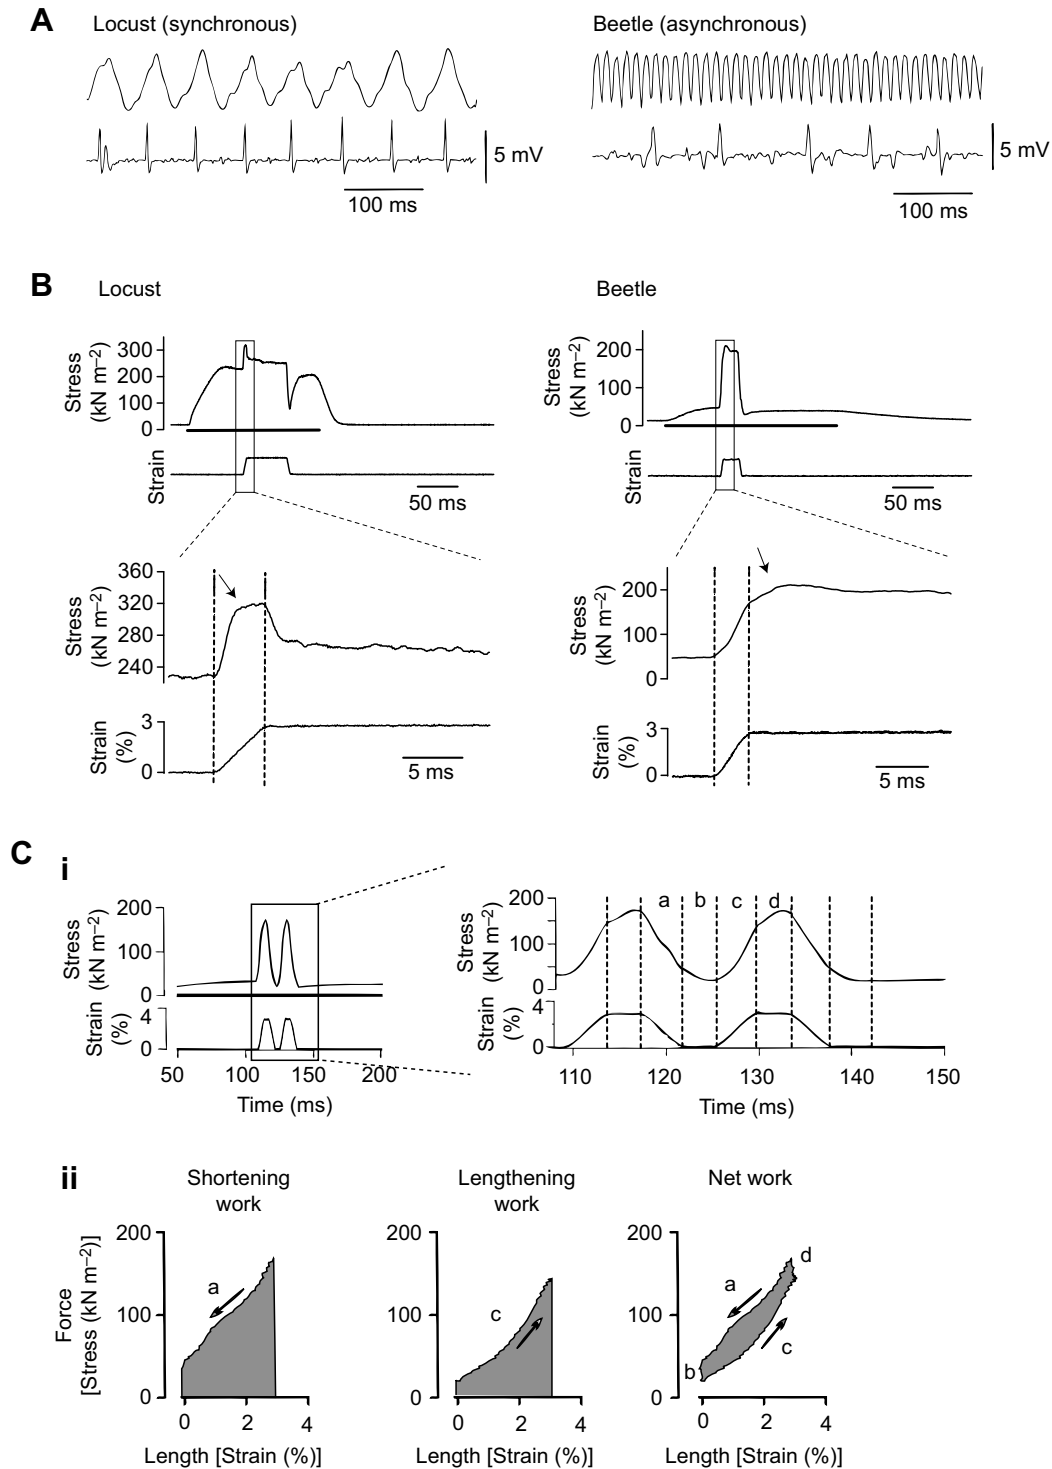 A
Locust (synchronous)
Beetle (asynchronous)
5 mV
100 ms
5 mV
100 ms
B
Locust
Beetle
Stress
(kN m–2)
300
200
100
0
Strain
50 ms
Stress
(kN m–2)
200
100
0
Strain
50 ms
Stress
(kN m–2)
360
320
280
240
Strain
(%)
3
0
5 ms
Stress
(kN m–2)
200
100
0
Strain
(%)
3
0
5 ms
C
i
Stress
(kN m–2)
200
100
0
Strain
(%)
4
0
50 100 150 200
Time (ms)
Stress
(kN m–2)
200
100
0
a b c d
Strain
(%)
4
0
110 120 130 140 150
Time (ms)
ii
Shortening
work
Force
[Stress (kN m–2)]
200
100
0
a
0 2 4
Length [Strain (%)]
Lengthening
work
200
100
0
c
0 2 4
Length [Strain (%)]
Net work
200
100
0
a
b
c
d
0 2 4
Length [Strain (%)]